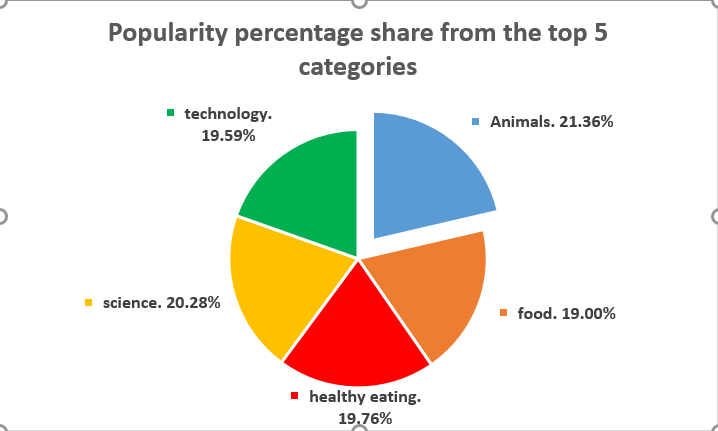 Popularity percentage share from the top 5
categories
technology.
19.59%
Animals. 21.36%
science. 20.28%
food. 19.00%
healthy eating.
19.76%